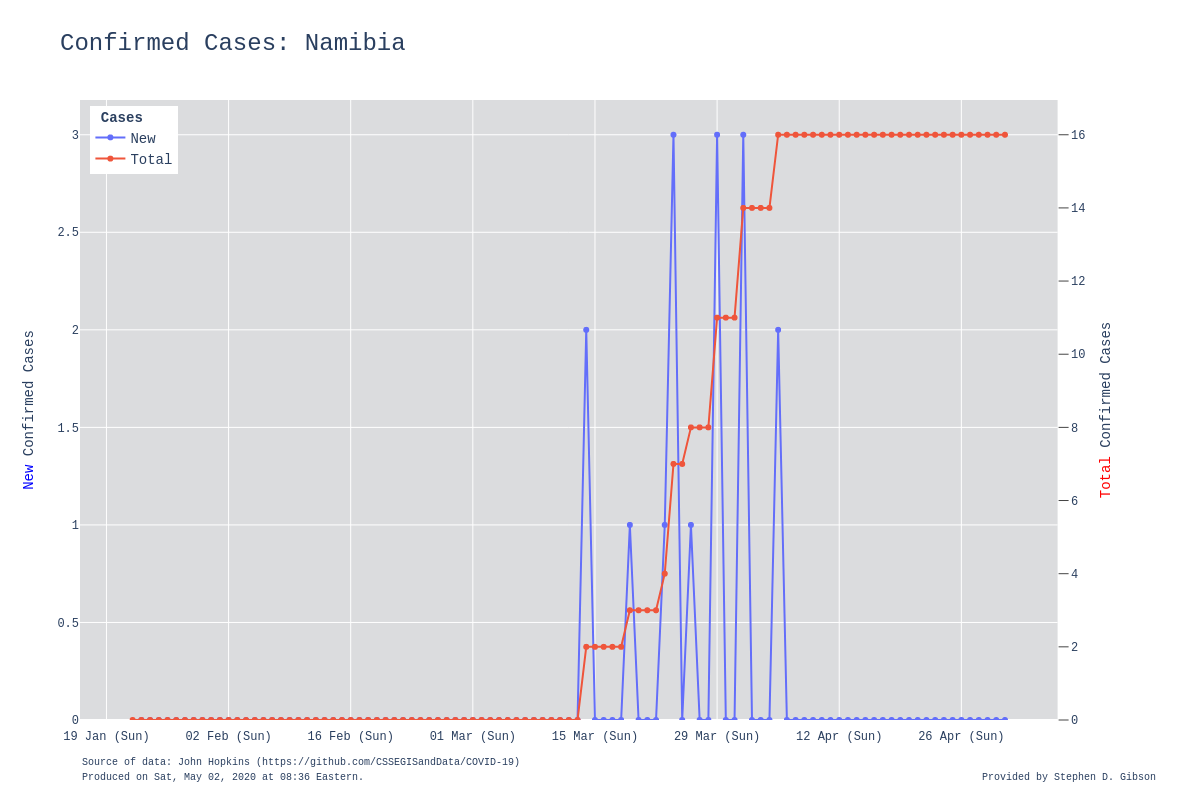 Confirmed Cases: Namibia
Cases
New
Total
3
2.5
2
1.5
1
0.5
0
16
14
12
10
8
6
4
2
0
New Confirmed Cases
Total Confirmed Cases
19 Jan (Sun) 02 Feb (Sun) 16 Feb (Sun) 01 Mar (Sun) 15 Mar (Sun) 29 Mar (Sun) 12 Apr (Sun) 26 Apr (Sun)
Source of data: John Hopkins (https://github.com/CSSEGISandData/COVID-19)
Produced on Sat, May 02, 2020 at 08:36 Eastern.
Provided by Stephen D. Gibson